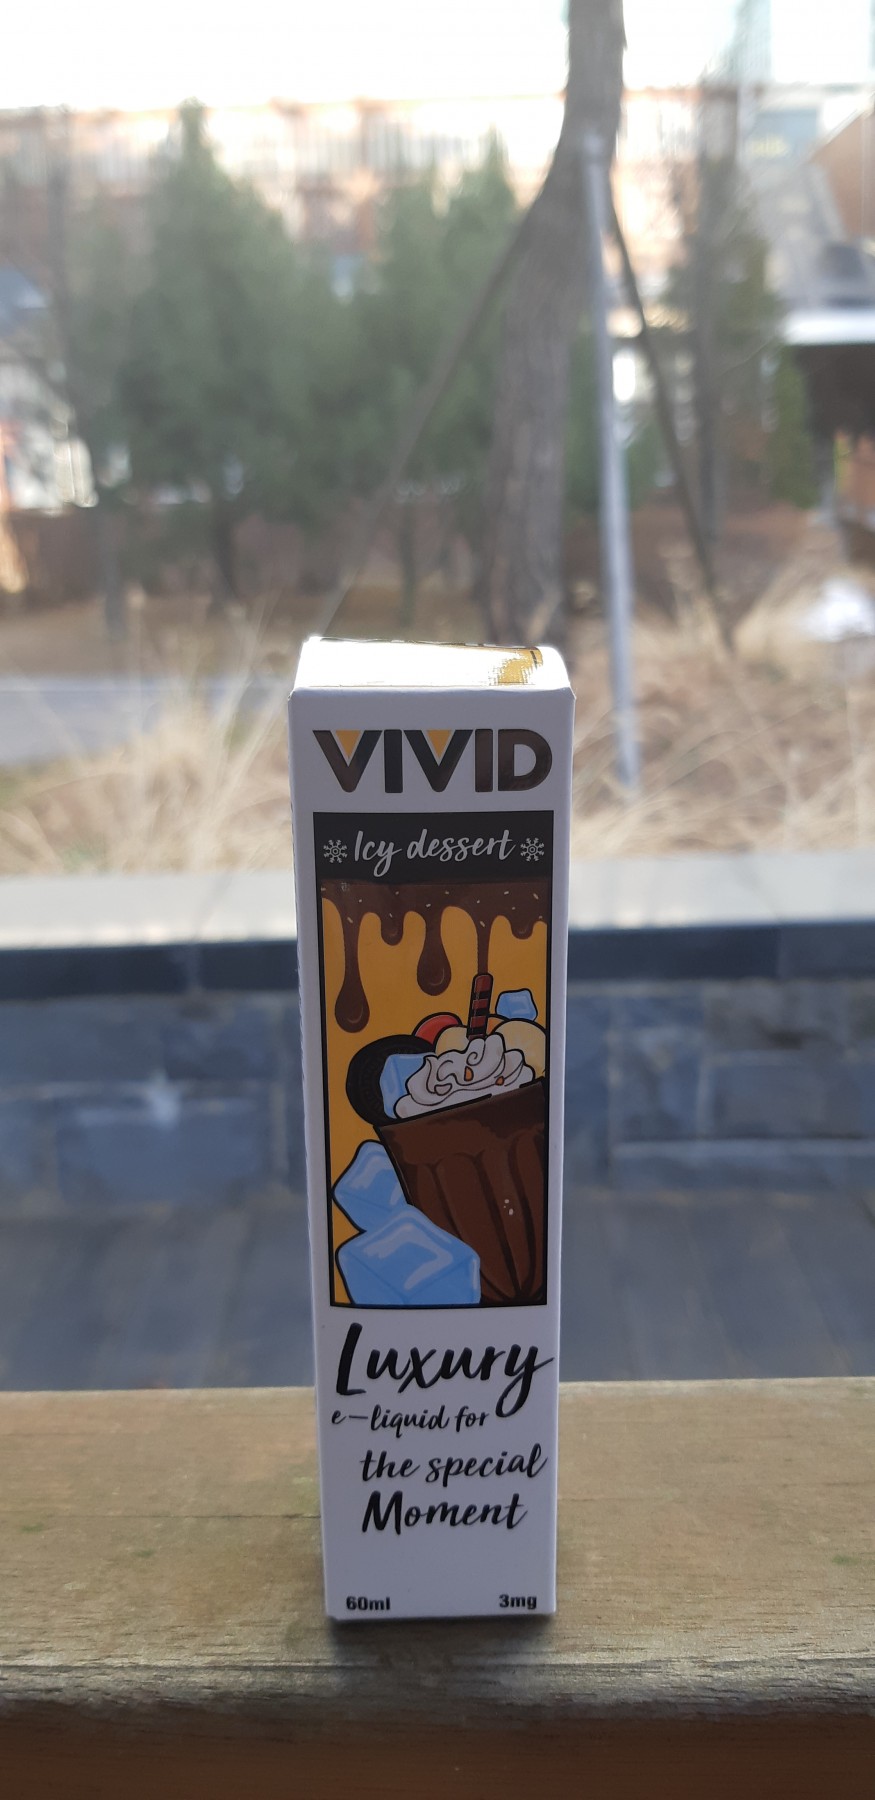 VIVID
Icy dessert
Luxury
e-liquid for
the special
Moment
60ml 3mg